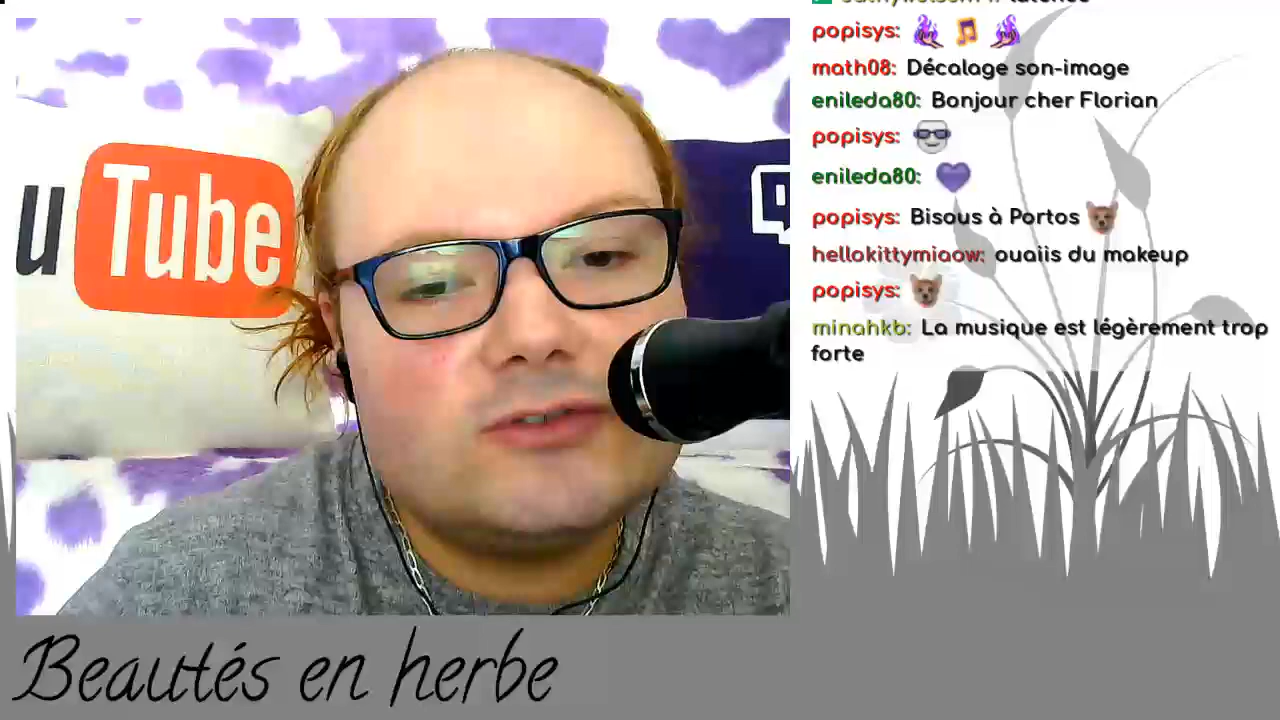 uTube
popisys:
math08: Décalage son-image
enileda80: Bonjour cher Florian
popisys:
enileda80:
popisys: Bisous à Portos
hellokittymiaow: ouaiis du makeup
popisys:
minahkb: La musique est légèrement trop
forte
Beautés en herbe